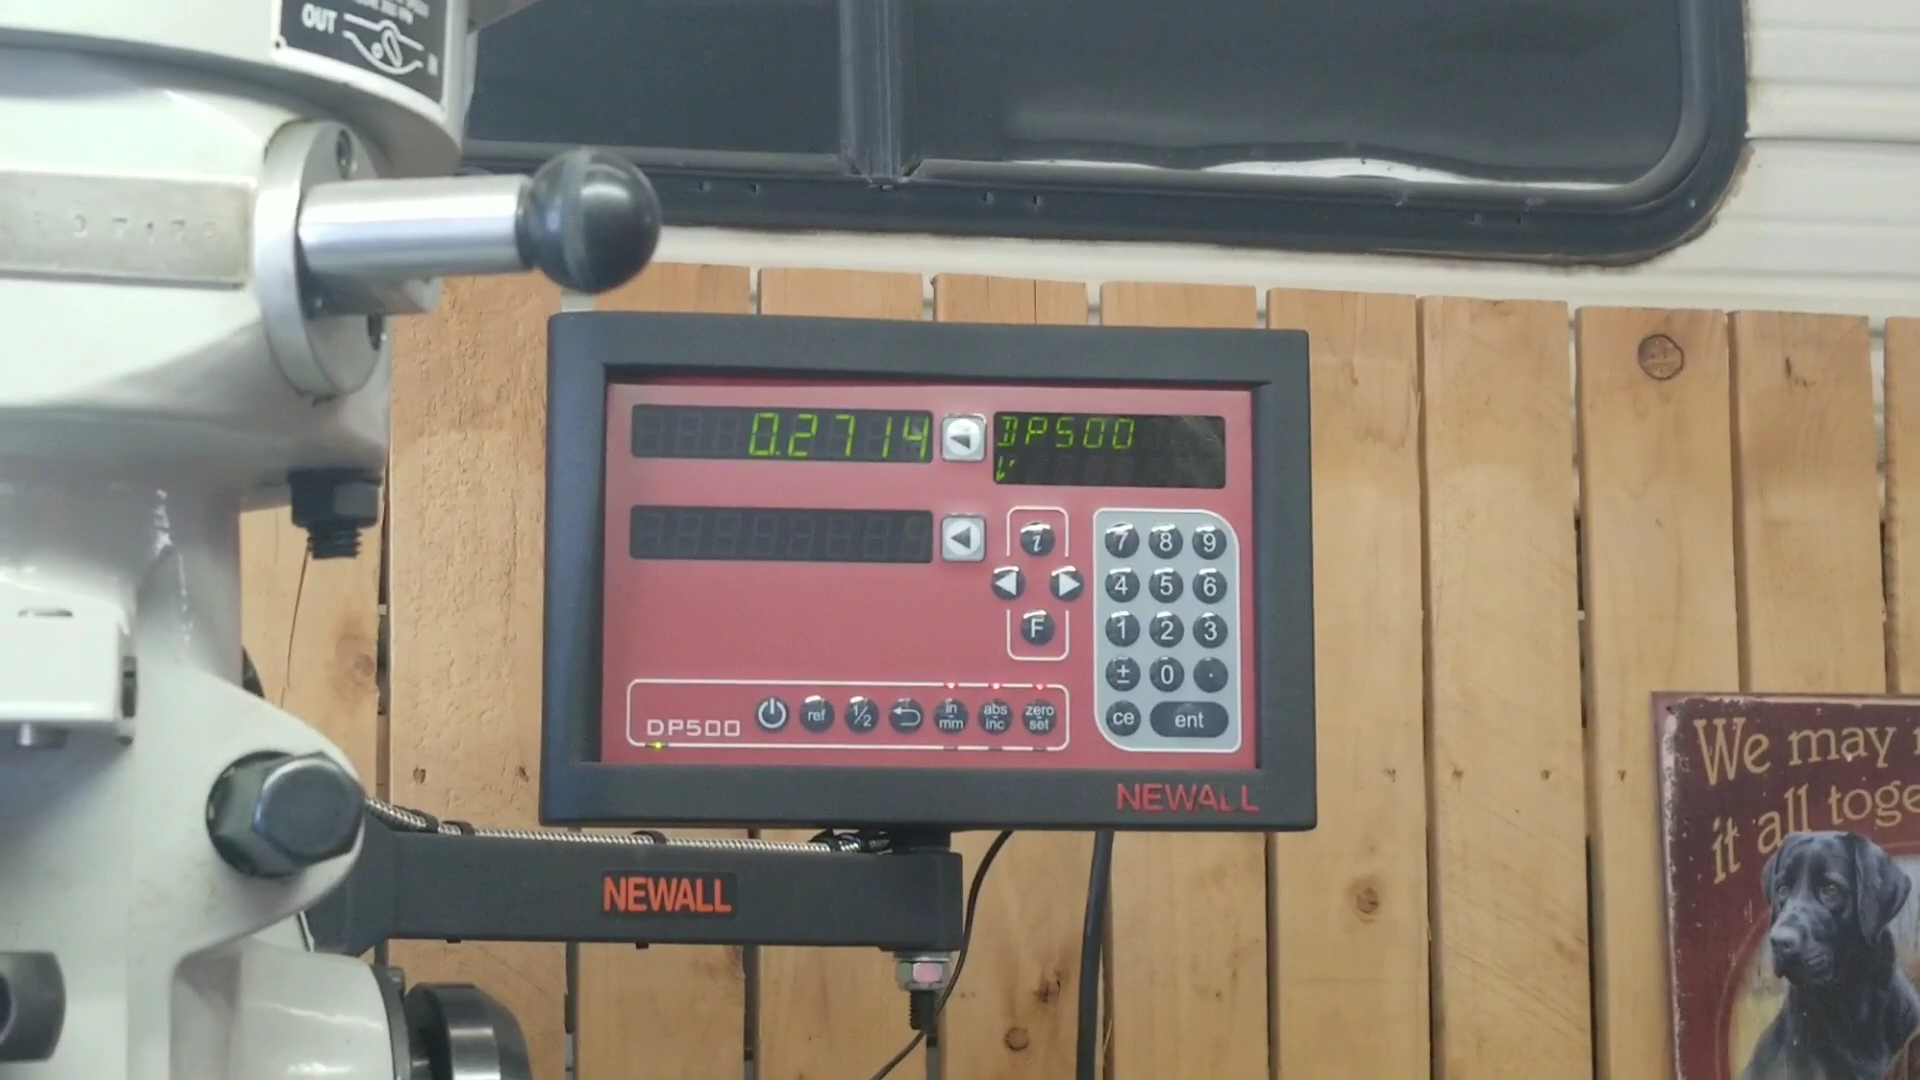 OUT
0.2714
DP500
i
F
7 8 9
4 5 6
1 2 3
± 0 .
ce ent
DP500
ref
1/2
in
mm
abs
inc
zero
set
NEWALL
NEWALL
We may
it all toge